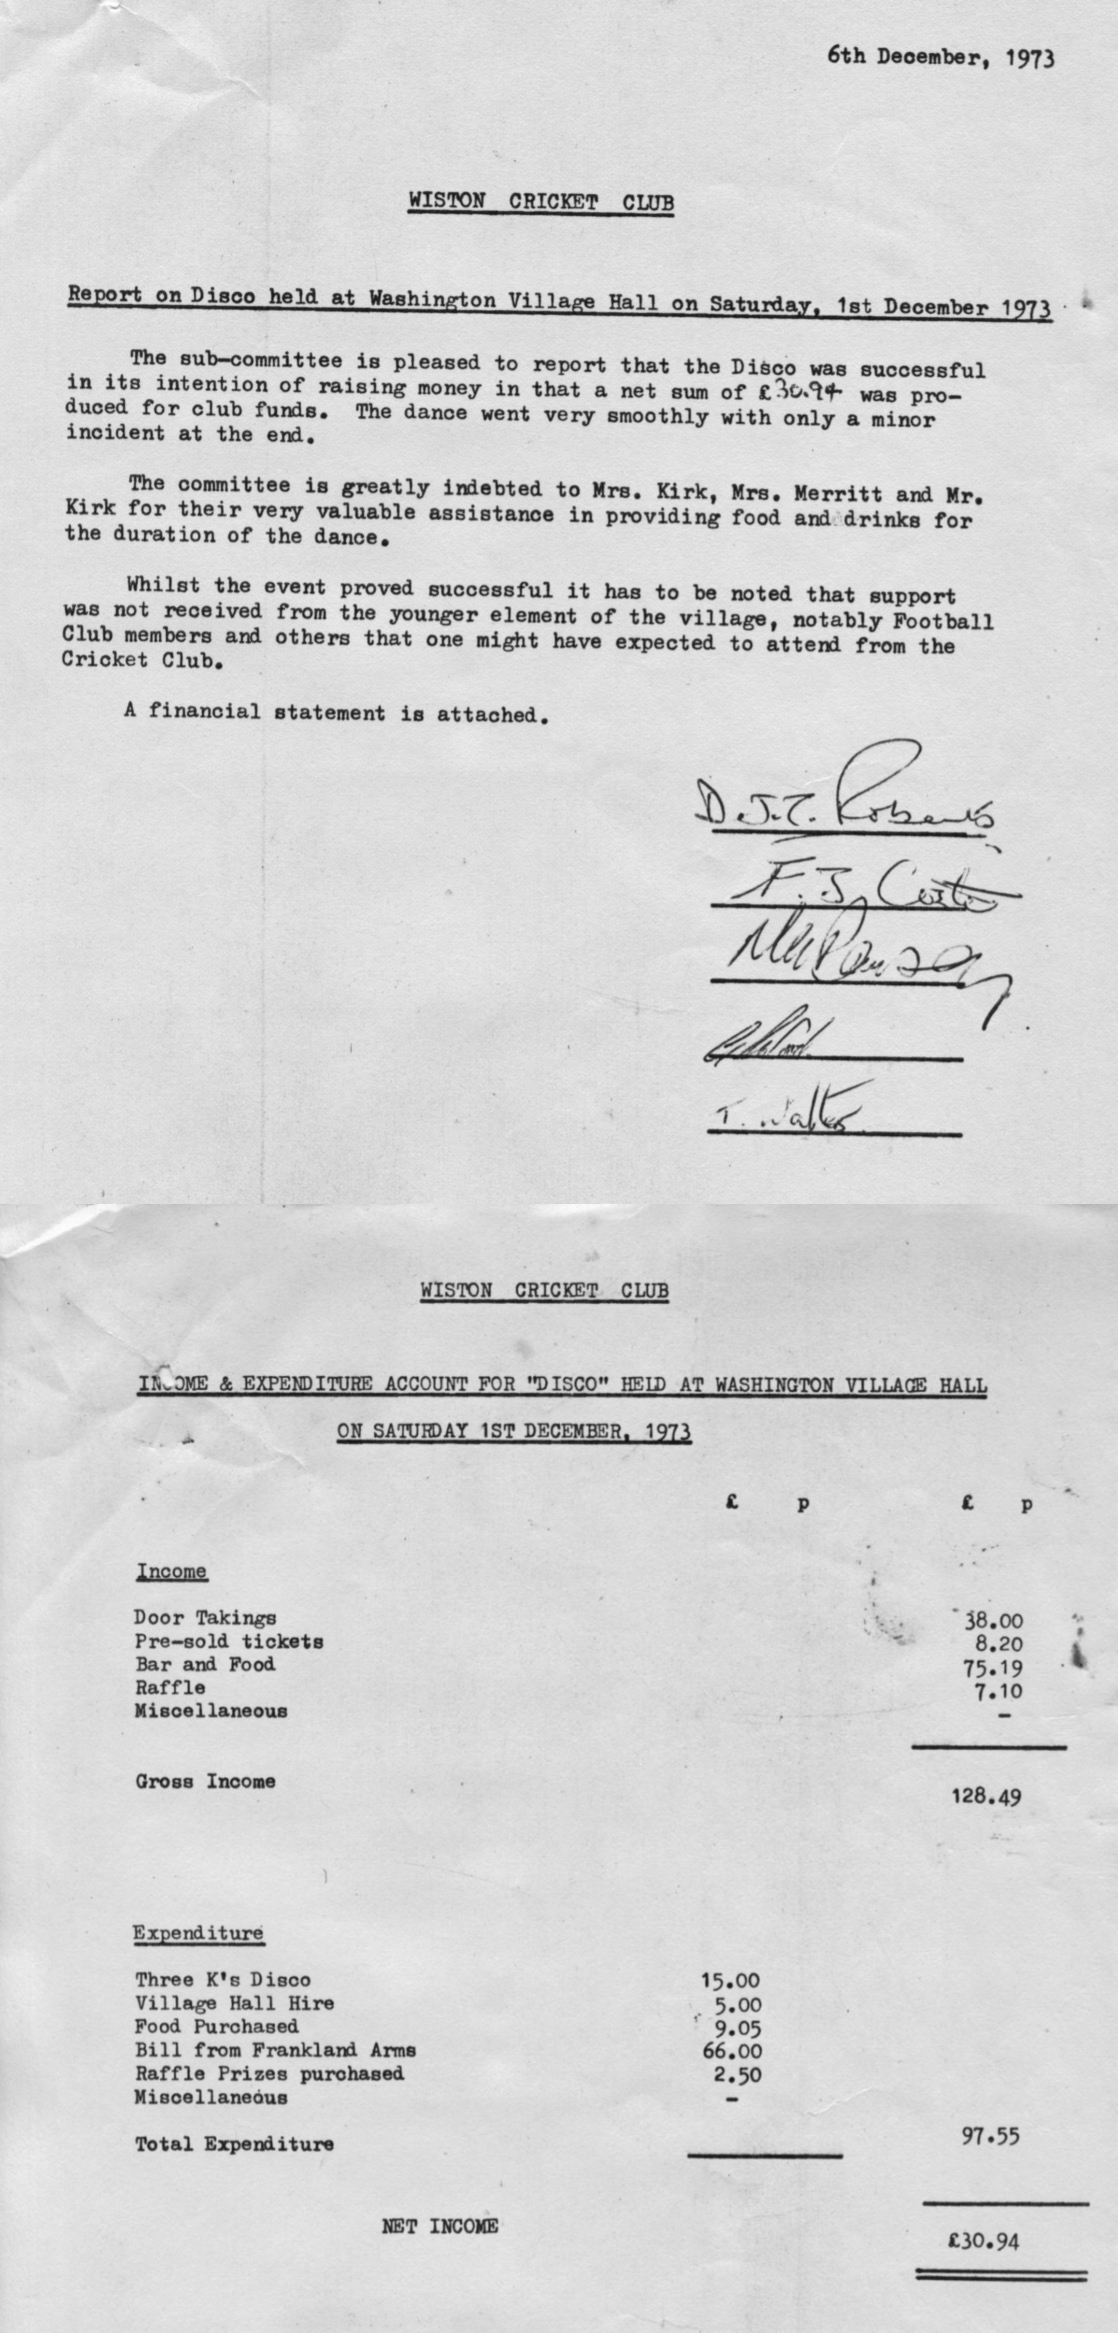 6th December, 1973
WISTON CRICKET CLUB
Report on Disco held at Washington Village Hall on Saturday, 1st December 1973
The sub-committee is pleased to report that the Disco was successful
in its intention of raising money in that a net sum of £30.94 was pro-
duced for club funds. The dance went very smoothly with only a minor
incident at the end.
The committee is greatly indebted to Mrs. Kirk, Mrs. Merritt and Mr.
Kirk for their very valuable assistance in providing food and drinks for
the duration of the dance.
Whilst the event proved successful it has to be noted that support
was not received from the younger element of the village, notably Football
Club members and others that one might have expected to attend from the
Cricket Club.
A financial statement is attached.
D.J.T. Roberts
F.J. 
T. Walter
WISTON CRICKET CLUB
INCOME & EXPENDITURE ACCOUNT FOR "DISCO" HELD AT WASHINGTON VILLAGE HALL
ON SATURDAY 1ST DECEMBER, 1973
£ p £ p
Income
Door Takings 38.00
Pre-sold tickets 8.20
Bar and Food 75.19
Raffle 7.10
Miscellaneous -
Gross Income 128.49
Expenditure
Three K's Disco 15.00
Village Hall Hire 5.00
Food Purchased 9.05
Bill from Frankland Arms 66.00
Raffle Prizes purchased 2.50
Miscellaneous -
Total Expenditure 97.55
NET INCOME £30.94